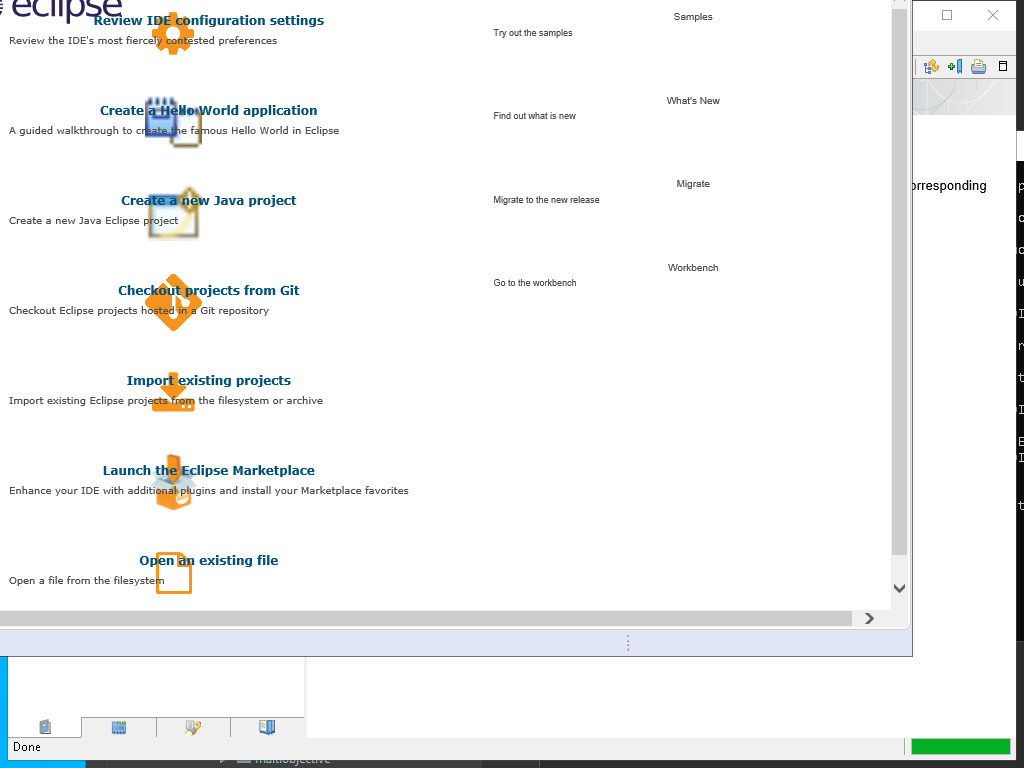 eclipse
Review IDE configuration settings
Review the IDE's most fiercely contested preferences
Create a Hello World application
A guided walkthrough to create the famous Hello World in Eclipse
Create a new Java project
Create a new Java Eclipse project
Checkout projects from Git
Checkout Eclipse projects hosted in a Git repository
Import existing projects
Import existing Eclipse projects from the filesystem or archive
Launch the Eclipse Marketplace
Enhance your IDE with additional plugins and install your Marketplace favorites
Open an existing file
Open a file from the filesystem
Samples
Try out the samples
What's New
Find out what is new
Migrate
Migrate to the new release
Workbench
Go to the workbench
orresponding
Done
multiobjective